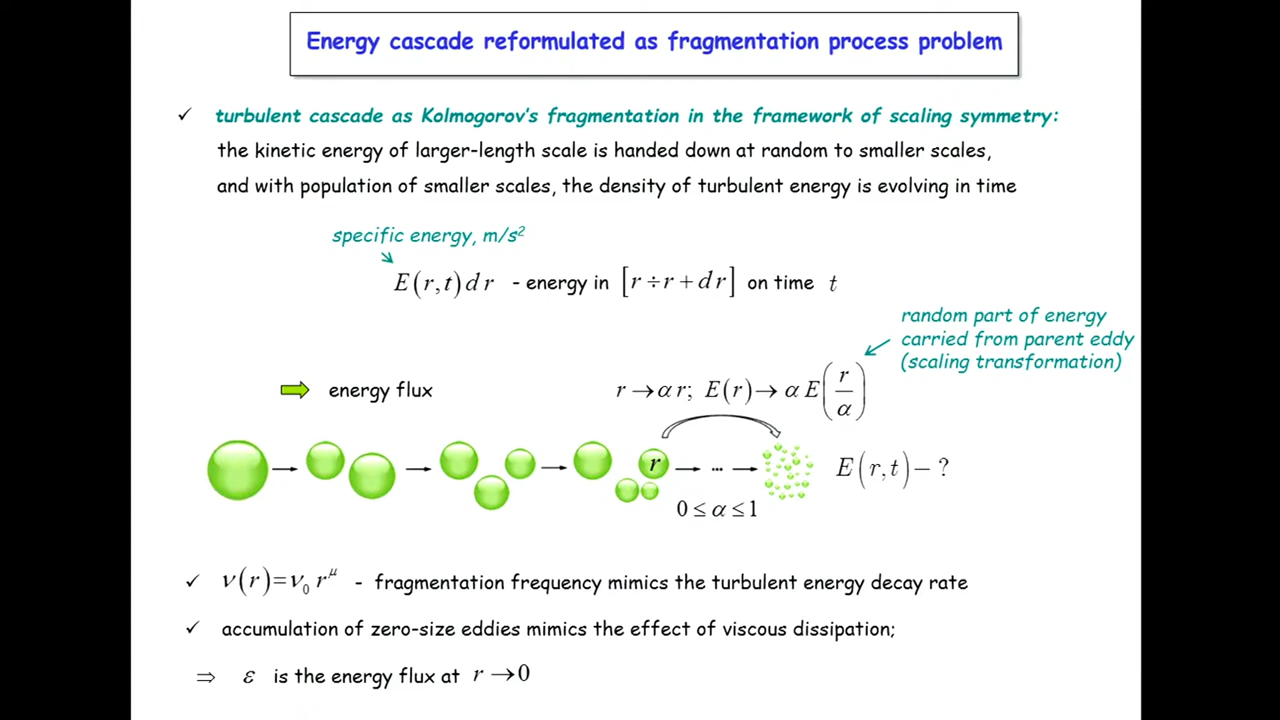 Energy cascade reformulated as fragmentation process problem
✓ turbulent cascade as Kolmogorov's fragmentation in the framework of scaling symmetry:
the kinetic energy of larger-length scale is handed down at random to smaller scales,
and with population of smaller scales, the density of turbulent energy is evolving in time
specific energy, m/s²
E(r,t)dr - energy in [r÷r+dr] on time t
random part of energy
carried from parent eddy
(scaling transformation)
energy flux
r→αr; E(r)→αE(r/α)
r
...
E(r,t)–?
0≤α≤1
✓ ν(r)=ν₀ r^μ - fragmentation frequency mimics the turbulent energy decay rate
✓ accumulation of zero-size eddies mimics the effect of viscous dissipation;
⇒ ε is the energy flux at r→0